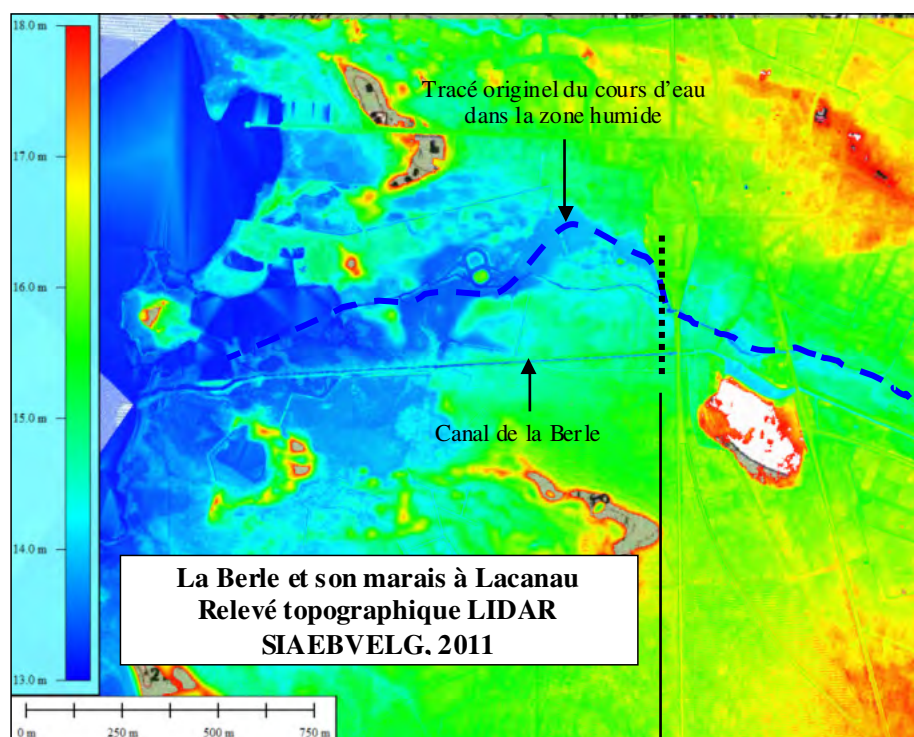 18.0 m
17.0 m
16.0 m
15.0 m
14.0 m
13.0 m
Tracé originel du cours d'eau
dans la zone humide
Canal de la Berle
La Berle et son marais à Lacanau
Relevé topographique LIDAR
SIAEBVELG, 2011
0 m
250 m
500 m
750 m